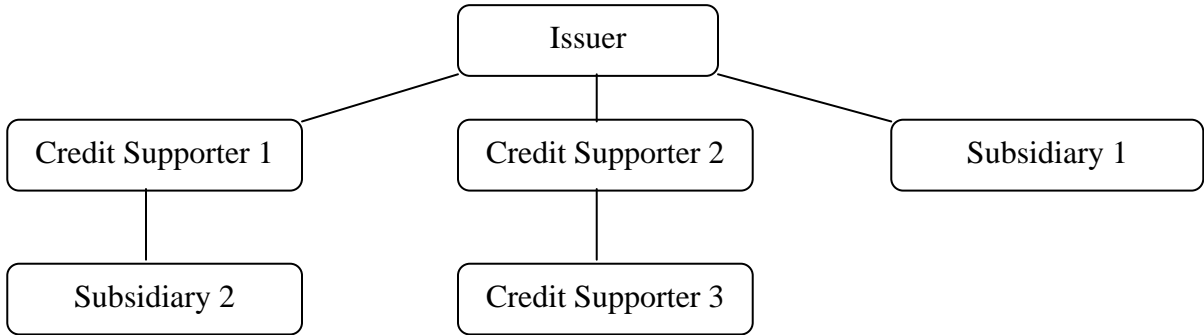 Issuer
Credit Supporter 1
Credit Supporter 2
Subsidiary 1
Subsidiary 2
Credit Supporter 3